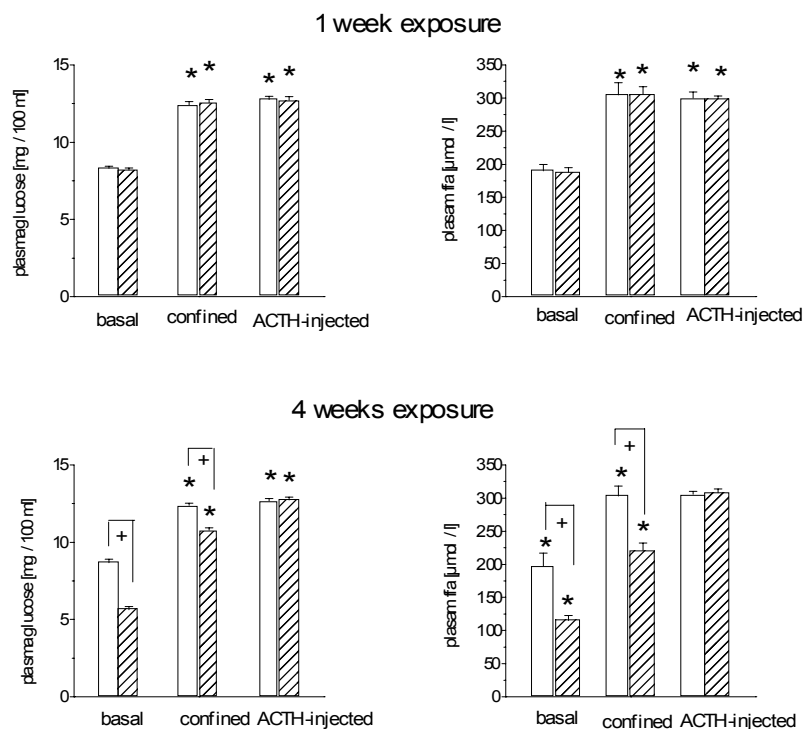 1 week exposure
plasmaglucose [mg / 100 ml]
15
10
5
0
* * * *
basal confined ACTH-injected
plasam ffa [µmol / l]
350
300
250
200
150
100
50
0
* * * *
basal confined ACTH-injected
4 weeks exposure
plasmaglucose [mg / 100 ml]
15
10
5
0
+
+
* * * *
basal confined ACTH-injected
plasam ffa [µmol / l]
350
300
250
200
150
100
50
0
+
+
* * * *
basal confined ACTH-injected